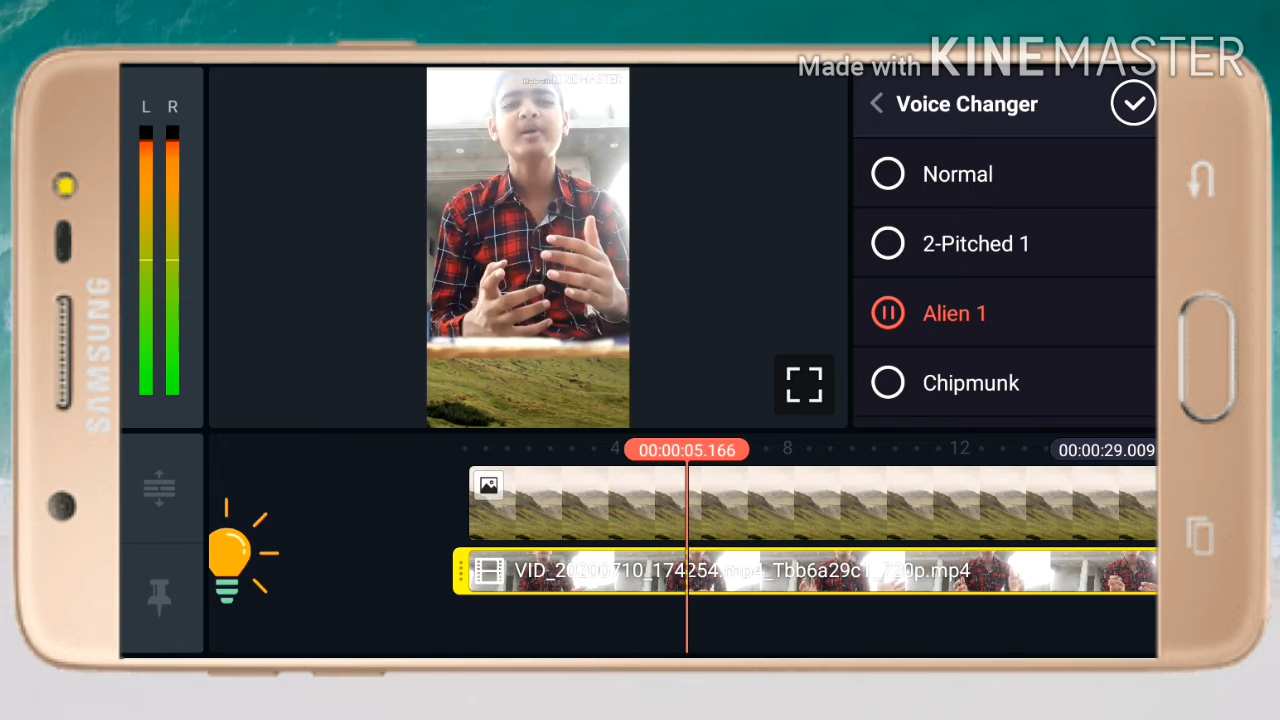 Made with KINEMASTER
L R
KINEMASTER
Voice Changer
Normal
2-Pitched 1
Alien 1
Chipmunk
SAMSUNG
4
00:00:05.166
8
12
00:00:29.009
VID_20200710_174254.mp4_Tbb6a29c1_720p.mp4